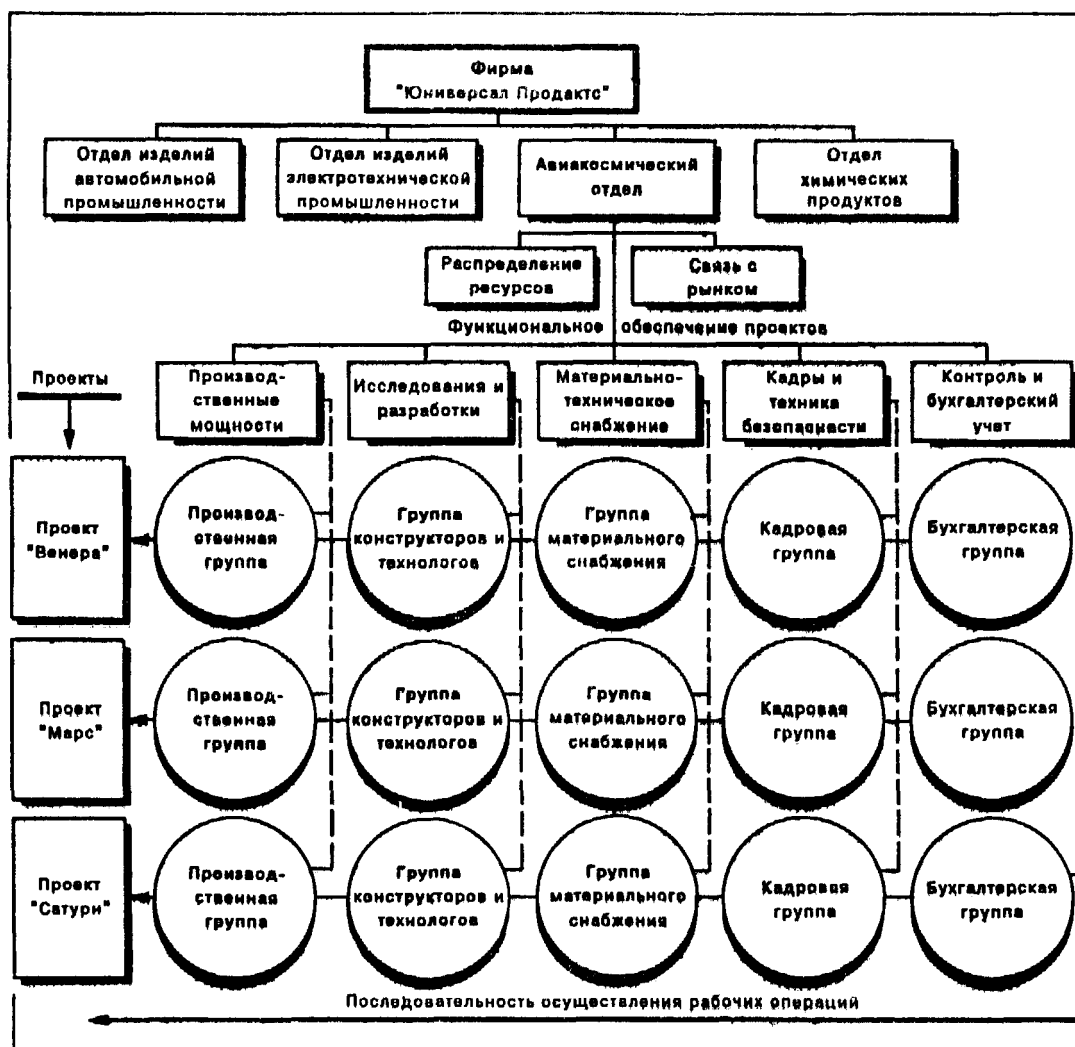 Фирма
"Юниверсал Продактс"
Отдел изделий
автомобильной
промышленности
Отдел изделий
электротехнической
промышленности
Авиакосмический
отдел
Отдел
химических
продуктов
Распределение
ресурсов
Связь с
рынком
Функциональное обеспечение проектов
Проекты
Производ-
ственные
мощности
Исследования и
разработки
Материально-
техническое
снабжение
Кадры и
техника
безопасности
Контроль и
бухгалтерский
учет
Проект
"Венера"
Производ-
ственная
группа
Группа
конструкторов и
технологов
Группа
материального
снабжения
Кадровая
группа
Бухгалтерская
группа
Проект
"Марс"
Производ-
ственная
группа
Группа
конструкторов и
технологов
Группа
материального
снабжения
Кадровая
группа
Бухгалтерская
группа
Проект
"Сатурн"
Производ-
ственная
группа
Группа
конструкторов и
технологов
Группа
материального
снабжения
Кадровая
группа
Бухгалтерская
группа
Последовательность осуществления рабочих операций